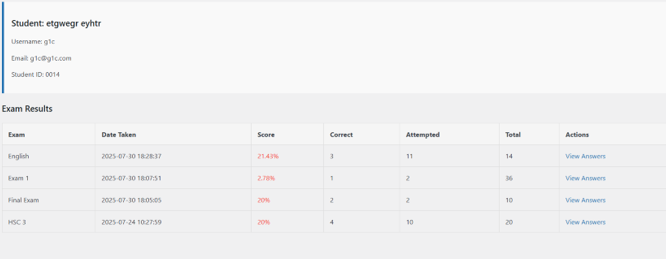 Student: etgwegr eyhtr
Username: g1c
Email: g1c@g1c.com
Student ID: 0014
Exam Results
Exam Date Taken Score Correct Attempted Total Actions
English 2025-07-30 18:28:37 21.43% 3 11 14 View Answers
Exam 1 2025-07-30 18:07:51 2.78% 1 2 36 View Answers
Final Exam 2025-07-30 18:05:05 20% 2 2 10 View Answers
HSC 3 2025-07-24 10:27:59 20% 4 10 20 View Answers